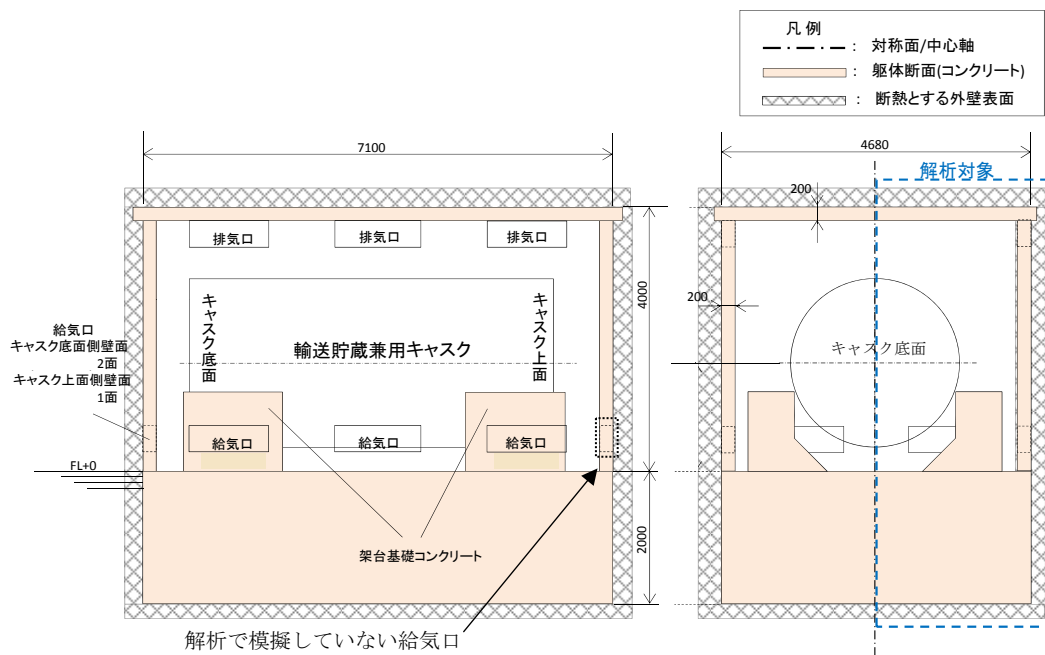 凡 例
： 対称面/中心軸
： 躯体断面(コンクリート)
： 断熱とする外壁表面
7100
4680
解析対象
200
排気口
排気口
排気口
4000
200
キャスク底面
輸送貯蔵兼用キャスク
キャスク上面
キャスク底面
給気口
キャスク底面側壁面
2面
キャスク上面側壁面
1面
給気口
給気口
給気口
FL+0
2000
架台基礎コンクリート
解析で模擬していない給気口